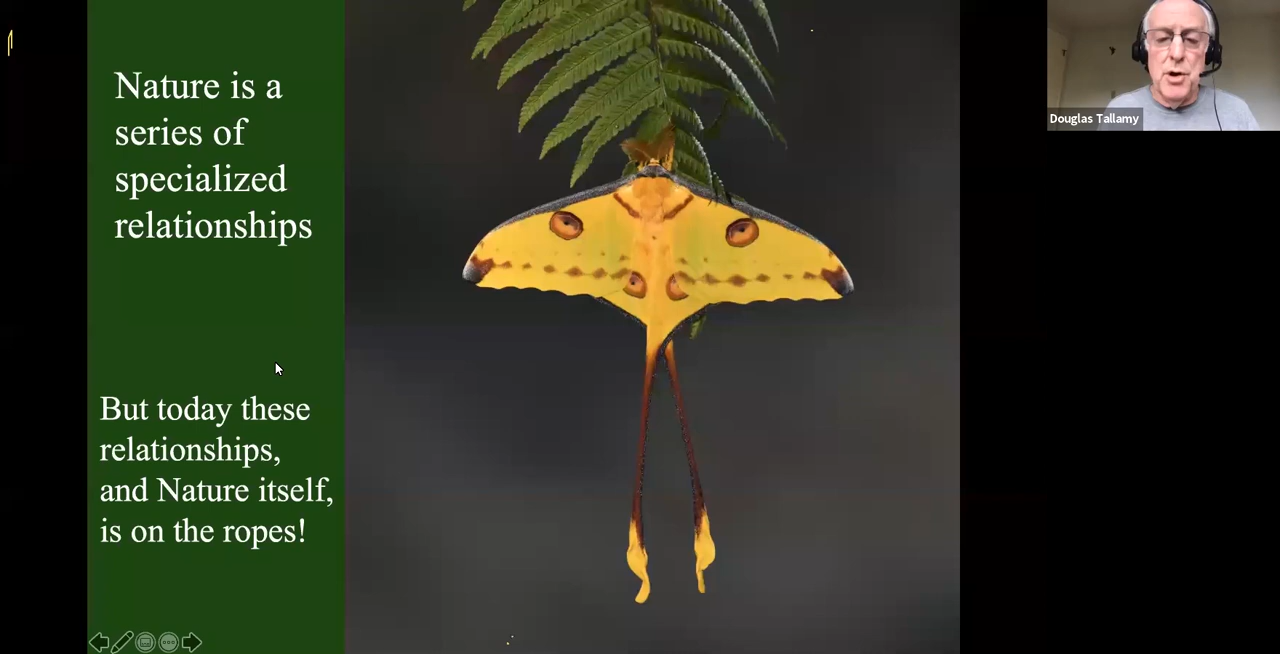 Nature is a
series of
specialized
relationships
But today these
relationships,
and Nature itself,
is on the ropes!
Douglas Tallamy